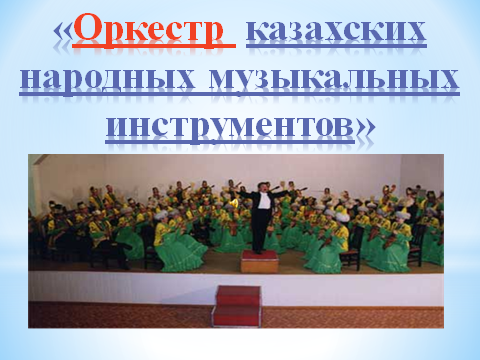 «Оркестр казахских
народных музыкальных
инструментов»